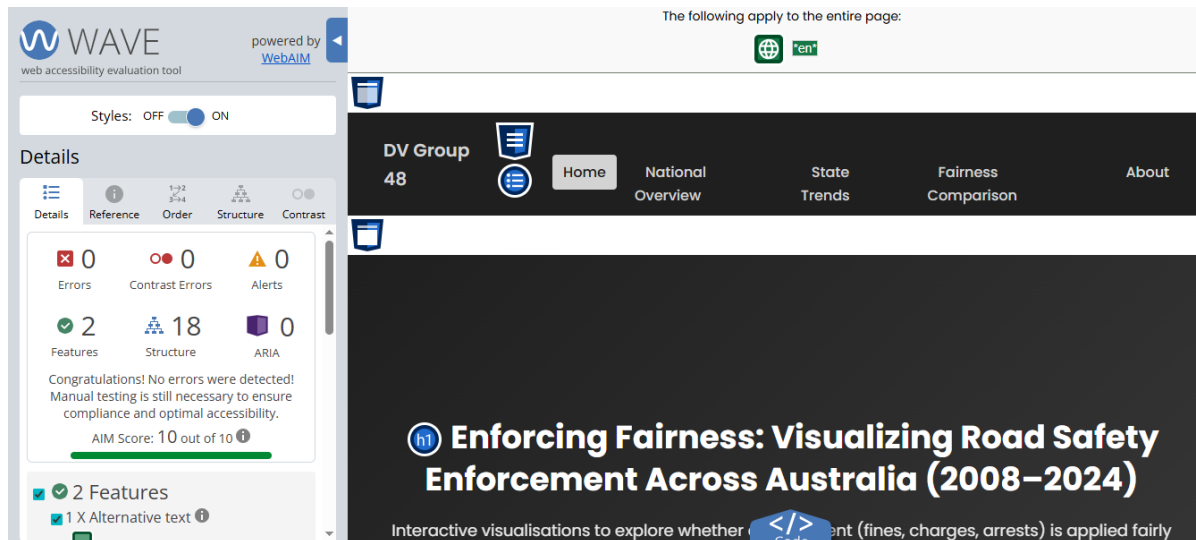 WAVE
powered by
WebAIM
web accessibility evaluation tool
Styles: OFF ON
Details
Details Reference Order Structure Contrast
1 2
3 4
0 0 0
Errors Contrast Errors Alerts
2 18 0
Features Structure ARIA
Congratulations! No errors were detected!
Manual testing is still necessary to ensure
compliance and optimal accessibility.
AIM Score: 10 out of 10
2 Features
1 X Alternative text
The following apply to the entire page:
*en*
DV Group
48
Home National
Overview State
Trends Fairness
Comparison About
h1 Enforcing Fairness: Visualizing Road Safety
Enforcement Across Australia (2008–2024)
Interactive visualisations to explore whether </> ent (fines, charges, arrests) is applied fairly
Code